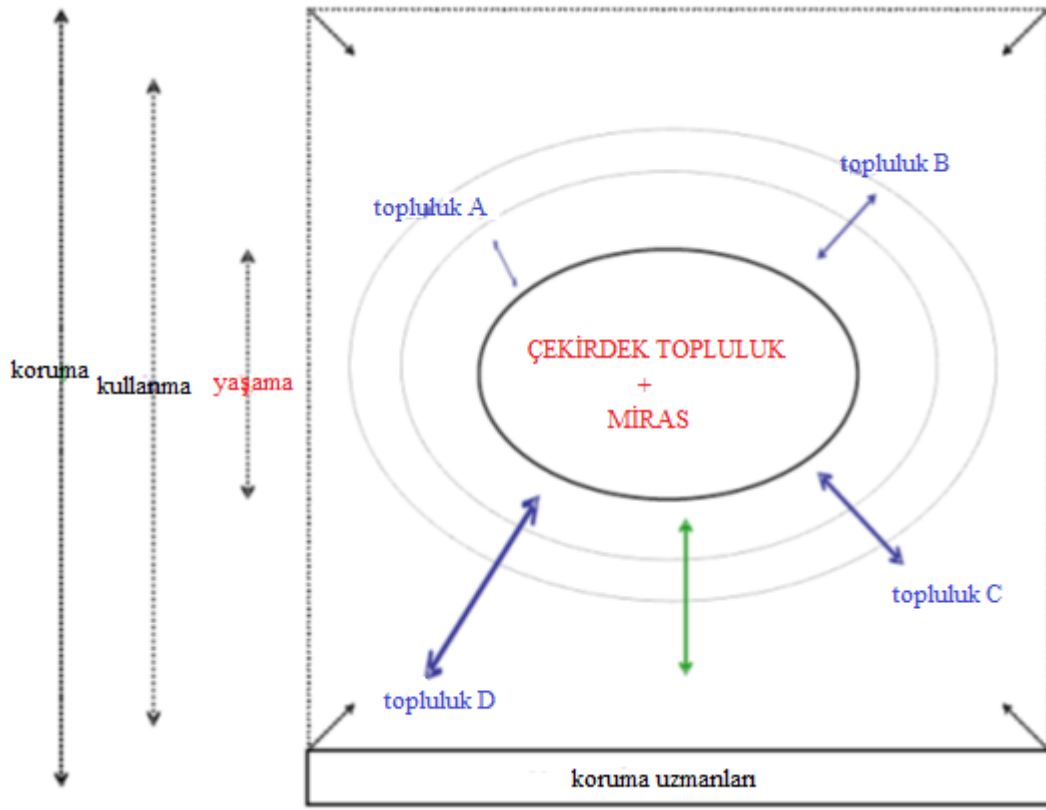 topluluk B
topluluk A
koruma
kullanma
yaşama
ÇEKİRDEK TOPLULUK
+
MİRAS
topluluk C
topluluk D
koruma uzmanları